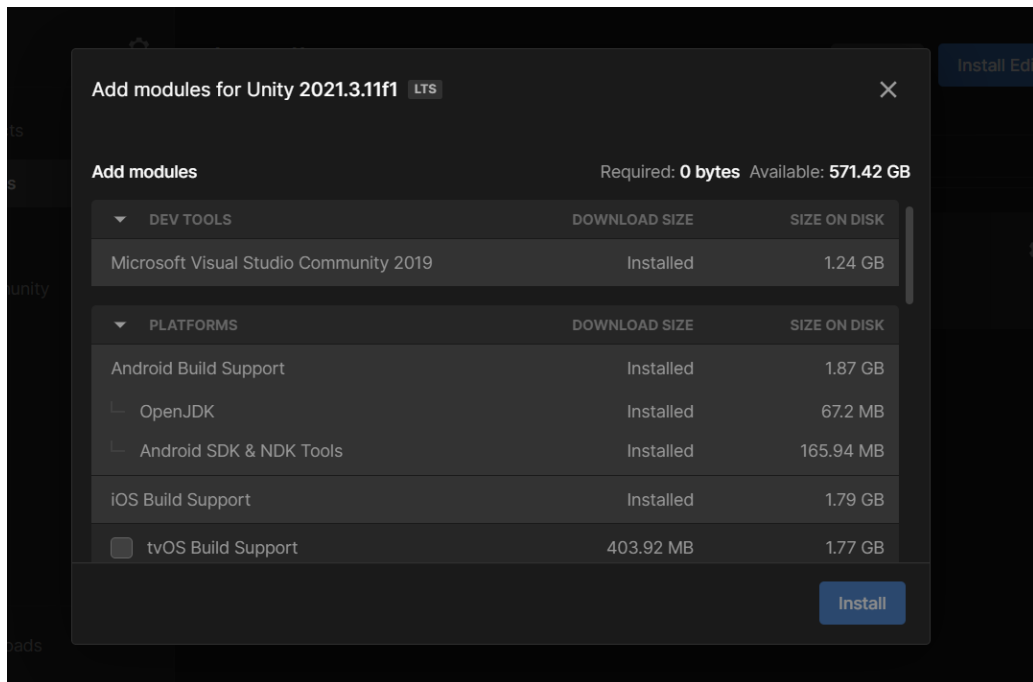 Install Edi
Add modules for Unity 2021.3.11f1 LTS
ts
s
Add modules Required: 0 bytes Available: 571.42 GB
DEV TOOLS DOWNLOAD SIZE SIZE ON DISK
Microsoft Visual Studio Community 2019 Installed 1.24 GB
unity
PLATFORMS DOWNLOAD SIZE SIZE ON DISK
Android Build Support Installed 1.87 GB
OpenJDK Installed 67.2 MB
Android SDK & NDK Tools Installed 165.94 MB
iOS Build Support Installed 1.79 GB
tvOS Build Support 403.92 MB 1.77 GB
Install
oads